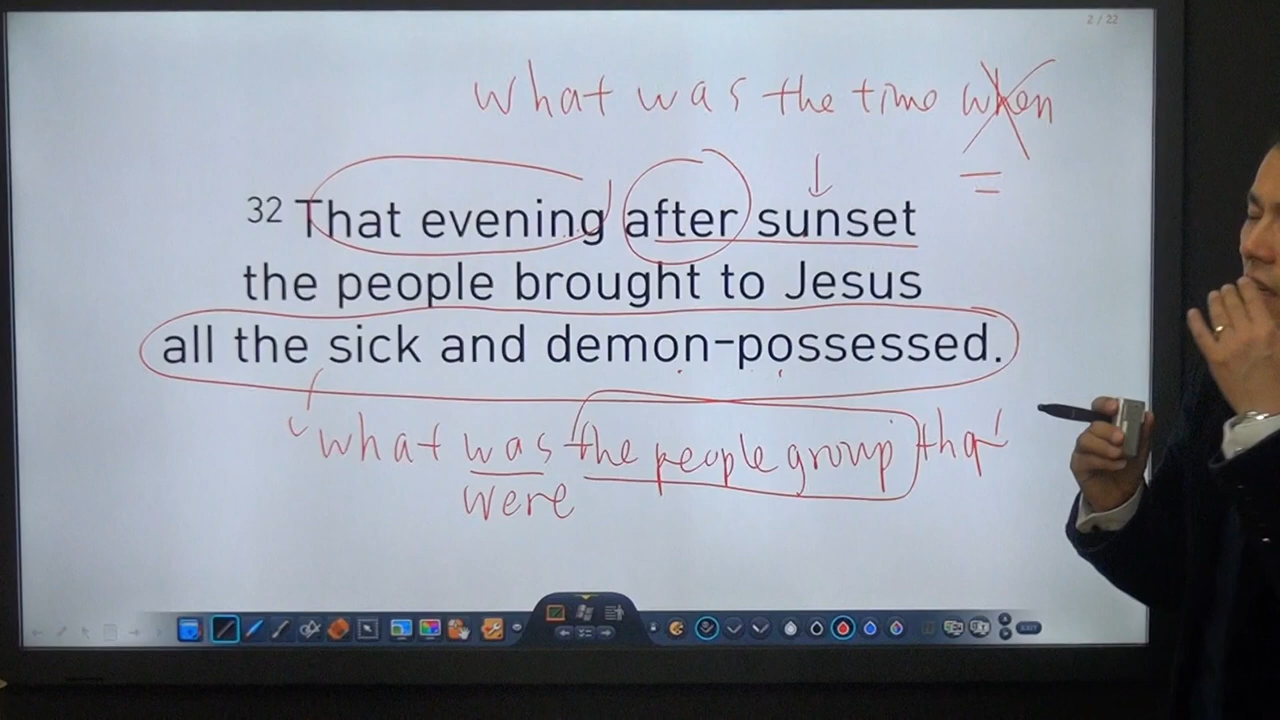 2 / 22
what was the time when
32 That evening after sunset
the people brought to Jesus
all the sick and demon-possessed.
what was the people group that
were
EXIT